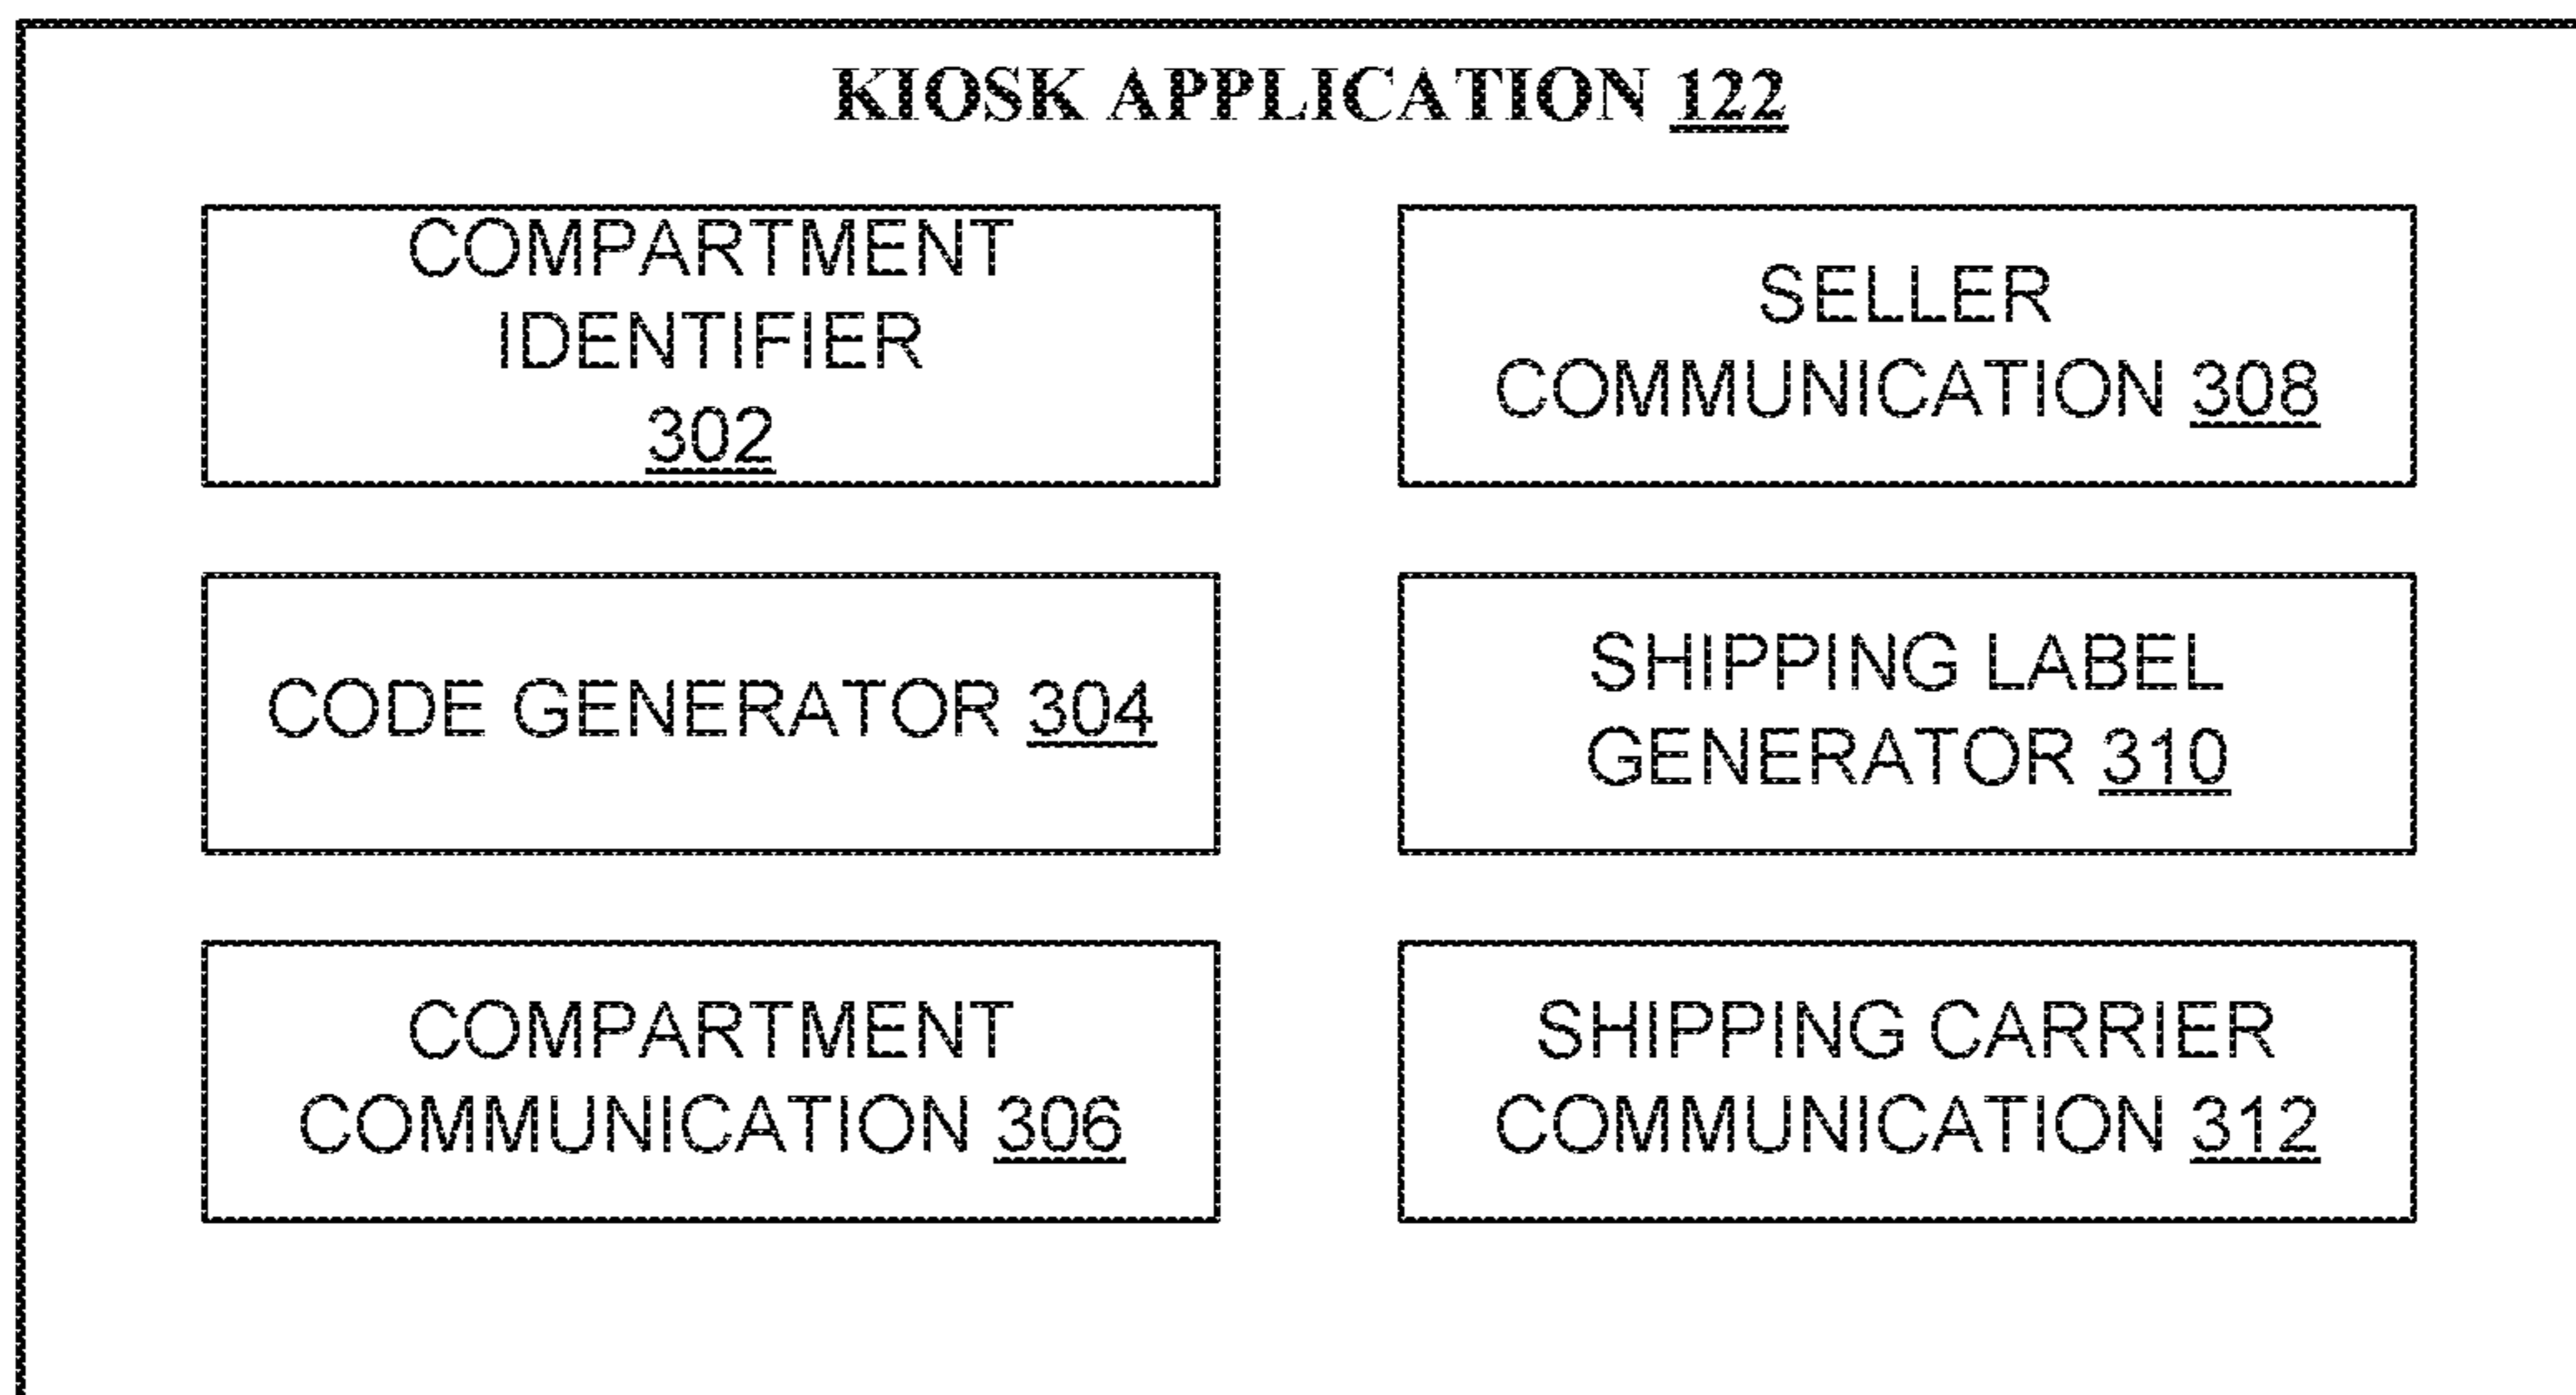 KIOSK APPLICATION 122
COMPARTMENT
IDENTIFIER
302
CODE GENERATOR 304
COMPARTMENT
COMMUNICATION 306
SELLER
COMMUNICATION 308
SHIPPING LABEL
GENERATOR 310
SHIPPING CARRIER
COMMUNICATION 312